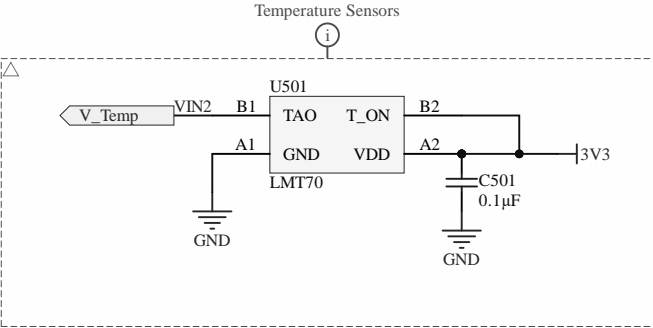 Temperature Sensors
i
U501
V_Temp VIN2 B1 TAO T_ON B2
A1 GND VDD A2 3V3
LMT70 C501
0.1µF
GND
GND